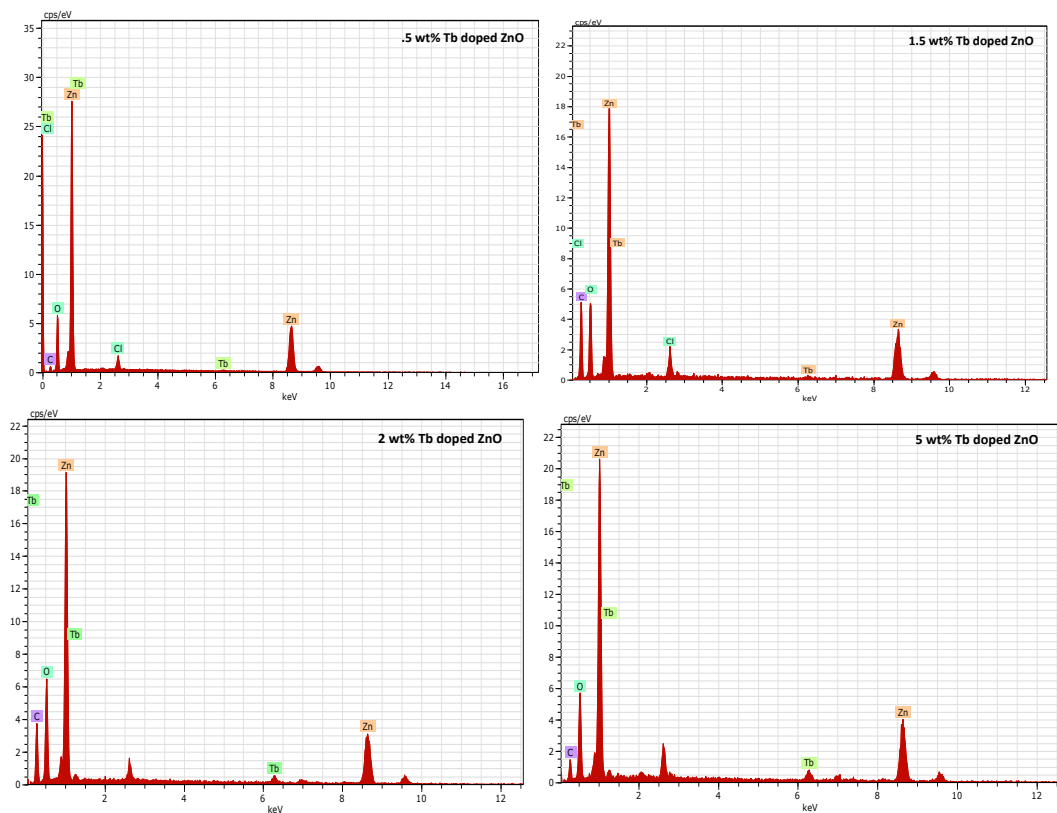 cps/eV
.5 wt% Tb doped ZnO
35
30
25
20
15
10
5
0
Tb
Zn
Tb
Cl
O
C
Cl
Tb
Zn
0 2 4 6 8 10 12 14 16
keV
cps/eV
1.5 wt% Tb doped ZnO
22
20
18
16
14
12
10
8
6
4
2
0
Zn
Tb
Cl
Tb
C
O
Cl
Tb
Zn
2 4 6 8 10 12
keV
cps/eV
2 wt% Tb doped ZnO
22
20
18
16
14
12
10
8
6
4
2
0
Zn
Tb
Tb
O
C
Tb
Zn
2 4 6 8 10 12
keV
cps/eV
5 wt% Tb doped ZnO
22
20
18
16
14
12
10
8
6
4
2
0
Zn
Tb
Tb
O
C
Tb
Zn
2 4 6 8 10 12
keV